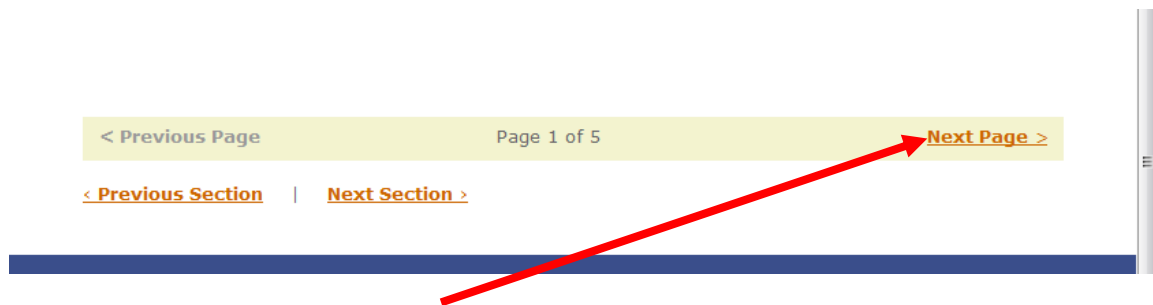 < Previous Page Page 1 of 5 Next Page >
‹ Previous Section | Next Section ›